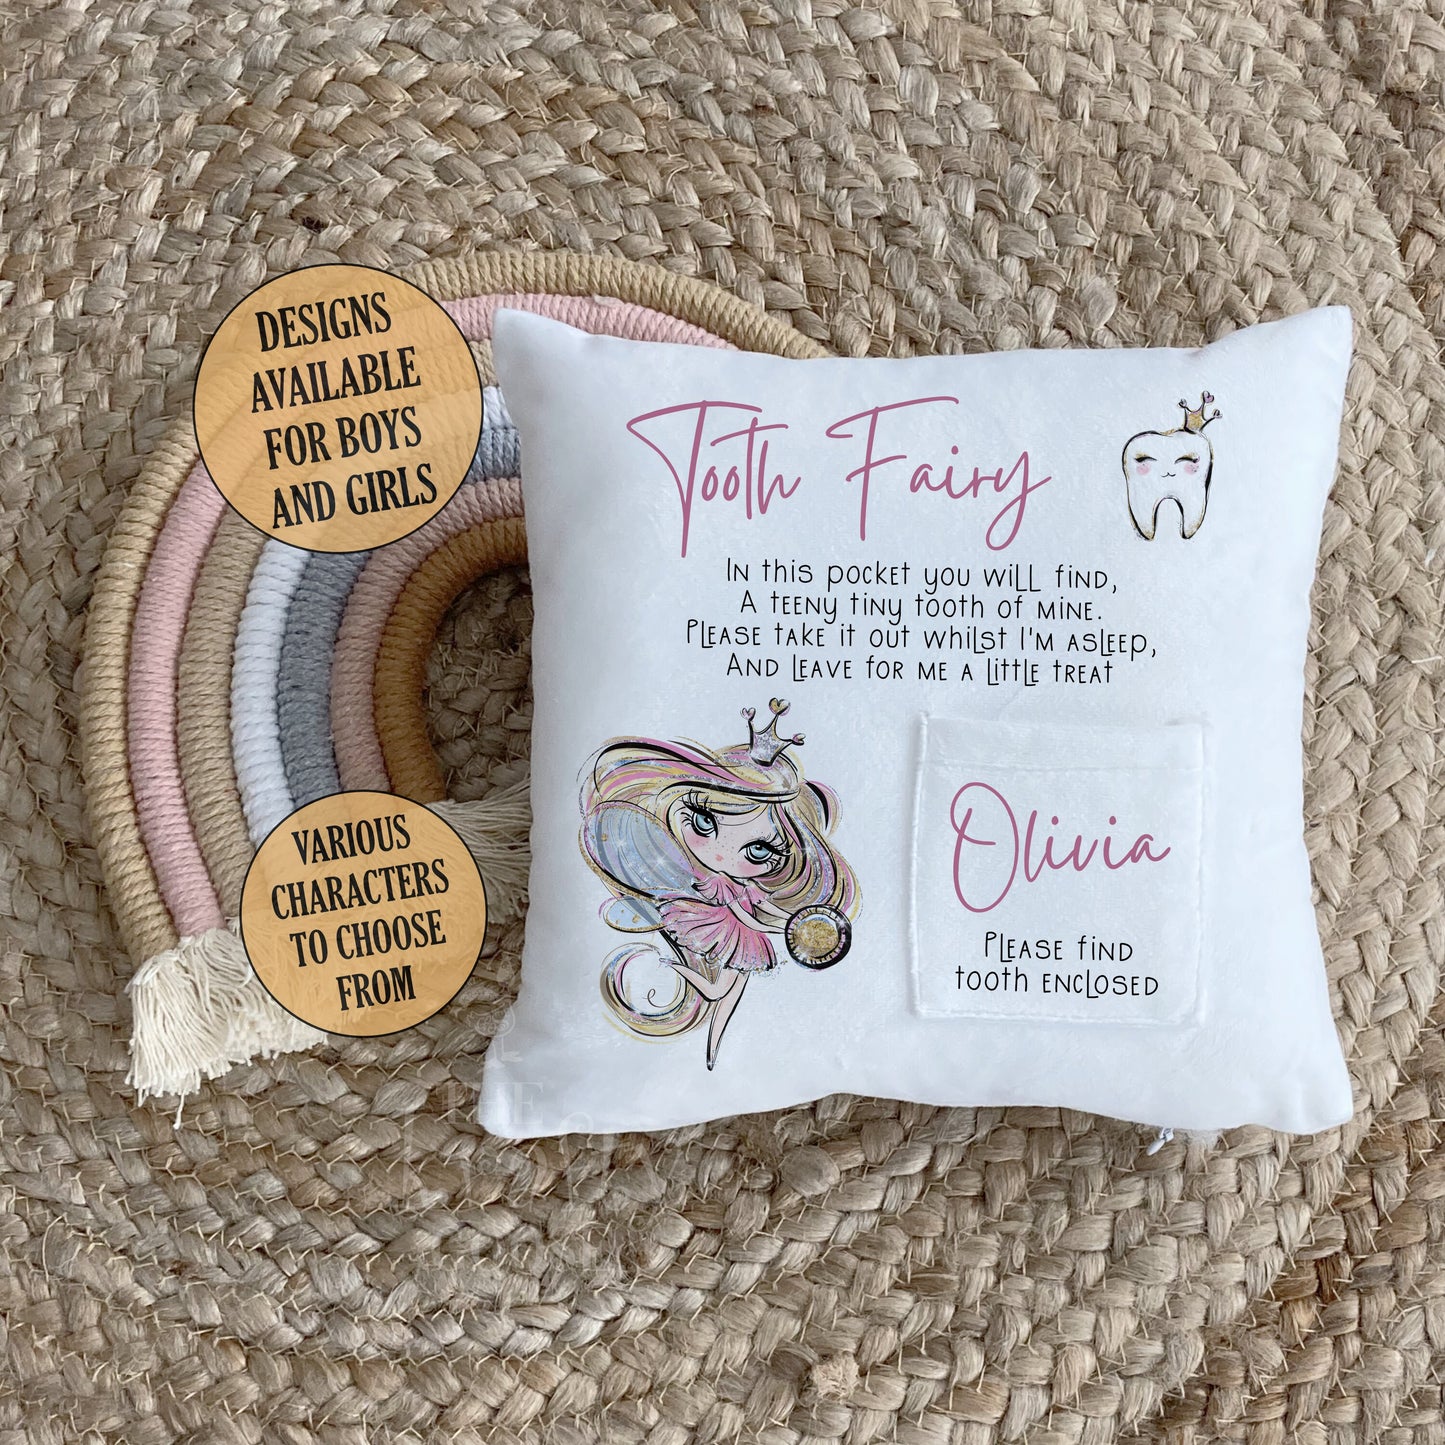 DESIGNS
AVAILABLE
FOR BOYS
AND GIRLS
Tooth Fairy
In this pocket you will find,
A teeny tiny tooth of mine.
Please take it out whilst I'm asleep,
And leave for me a little treat
VARIOUS
CHARACTERS
TO CHOOSE
FROM
Olivia
Please find
tooth enclosed
THE